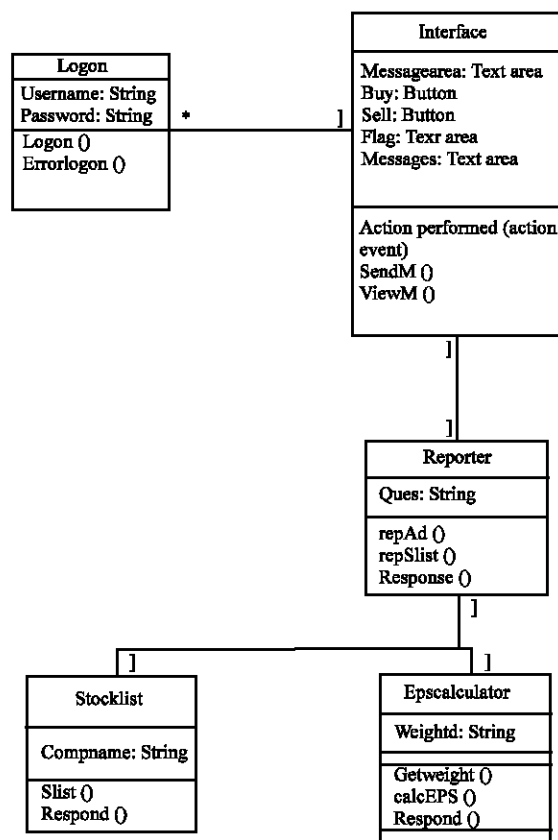 Logon
Username: String
Password: String
Logon ()
Errorlogon ()
*
]
Interface
Messagearea: Text area
Buy: Button
Sell: Button
Flag: Texr area
Messages: Text area
Action performed (action
event)
SendM ()
ViewM ()
]
]
Reporter
Ques: String
repAd ()
repSlist ()
Response ()
]
]
]
Stocklist
Compname: String
Slist ()
Respond ()
Epscalculator
Weightd: String
Getweight ()
calcEPS ()
Respond ()